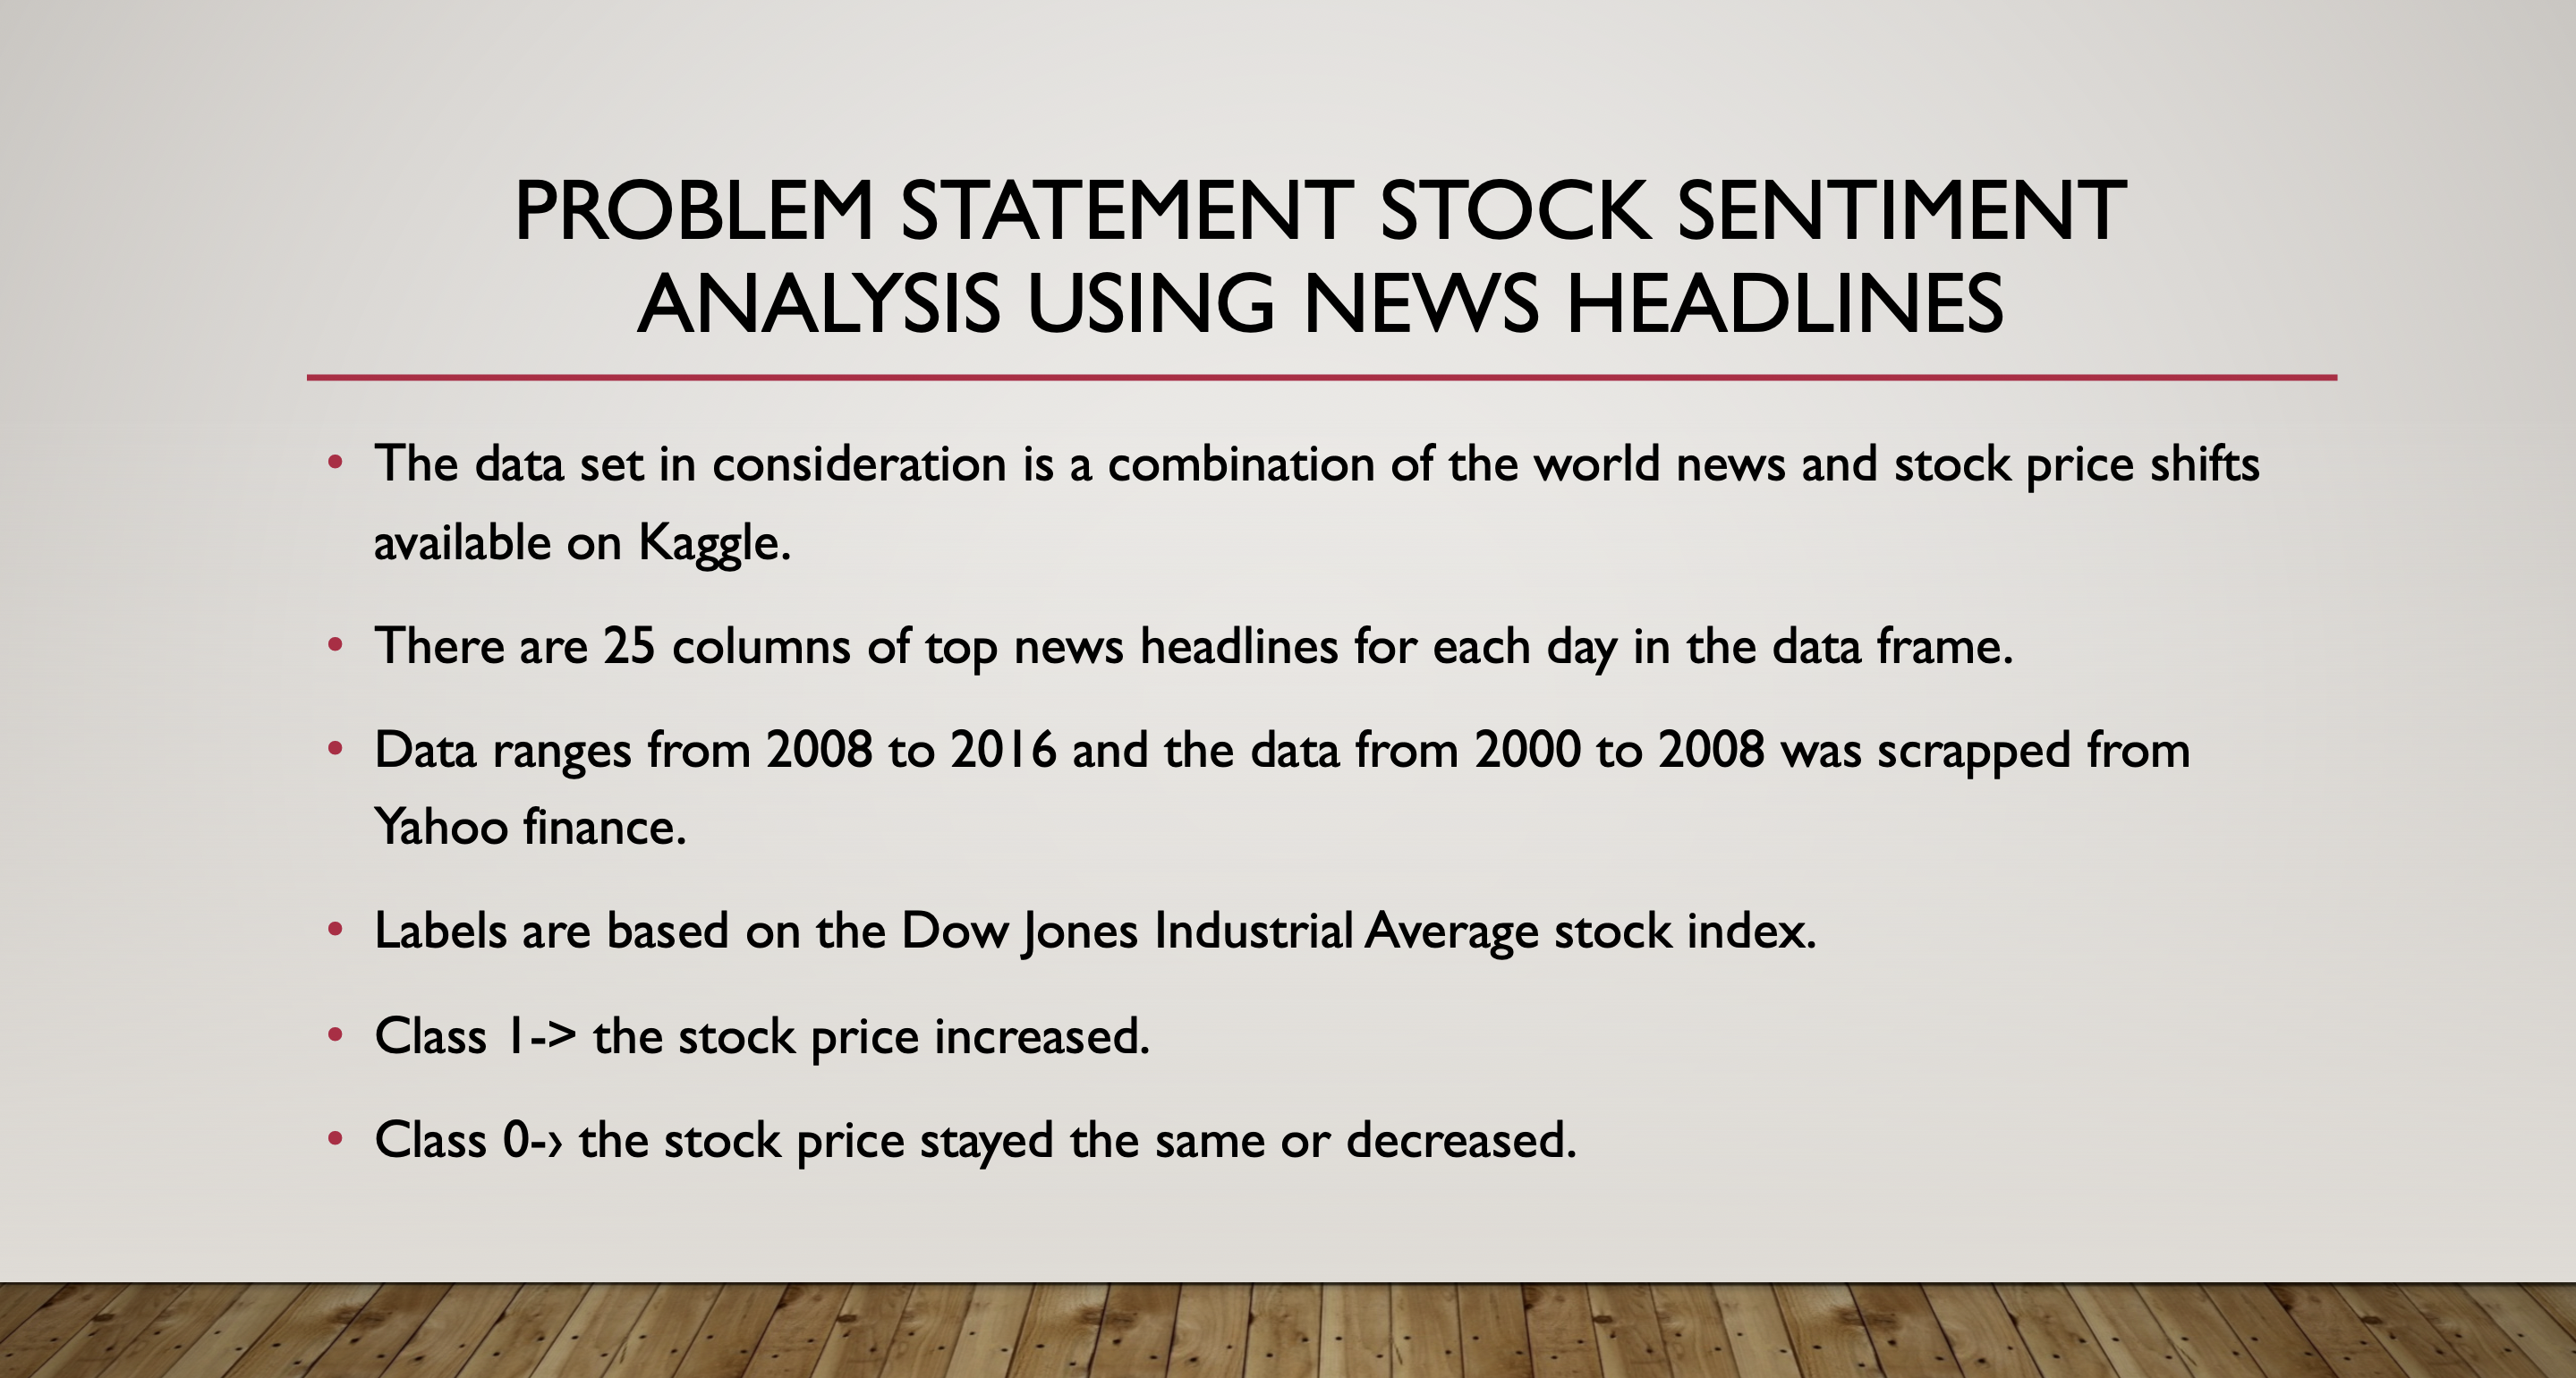 PROBLEM STATEMENT STOCK SENTIMENT
ANALYSIS USING NEWS HEADLINES
• The data set in consideration is a combination of the world news and stock price shifts
available on Kaggle.
• There are 25 columns of top news headlines for each day in the data frame.
• Data ranges from 2008 to 2016 and the data from 2000 to 2008 was scrapped from
Yahoo finance.
• Labels are based on the Dow Jones Industrial Average stock index.
• Class 1-> the stock price increased.
• Class 0-› the stock price stayed the same or decreased.